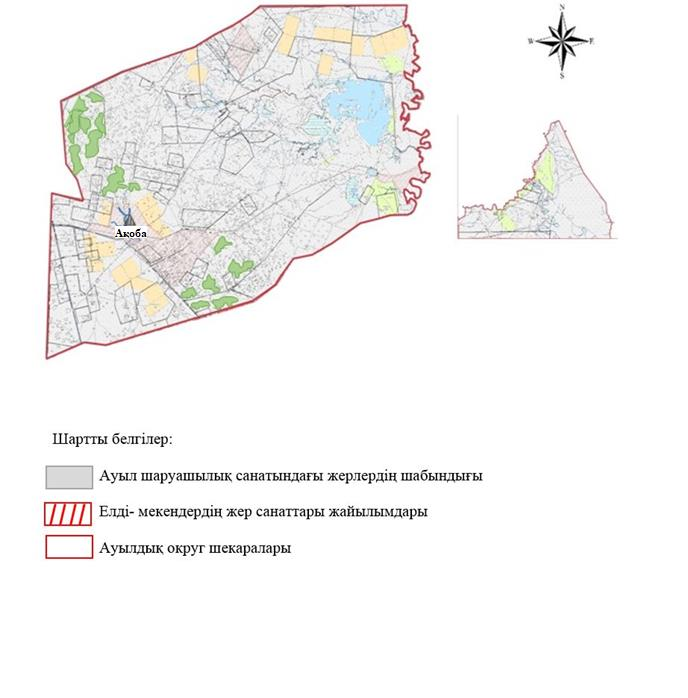 N
W E
S
Ақоба
Шартты белгілер:
Ауыл шаруашылық санатындағы жерлердің шабындығы
Елді- мекендердің жер санаттары жайылымдары
Ауылдық округ шекаралары